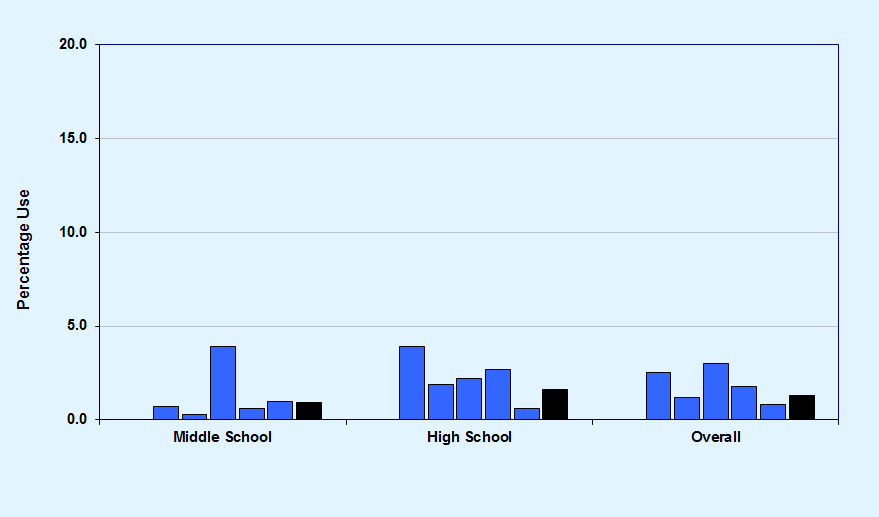 20.0
15.0
10.0
5.0
0.0
Percentage Use
Middle School
High School
Overall